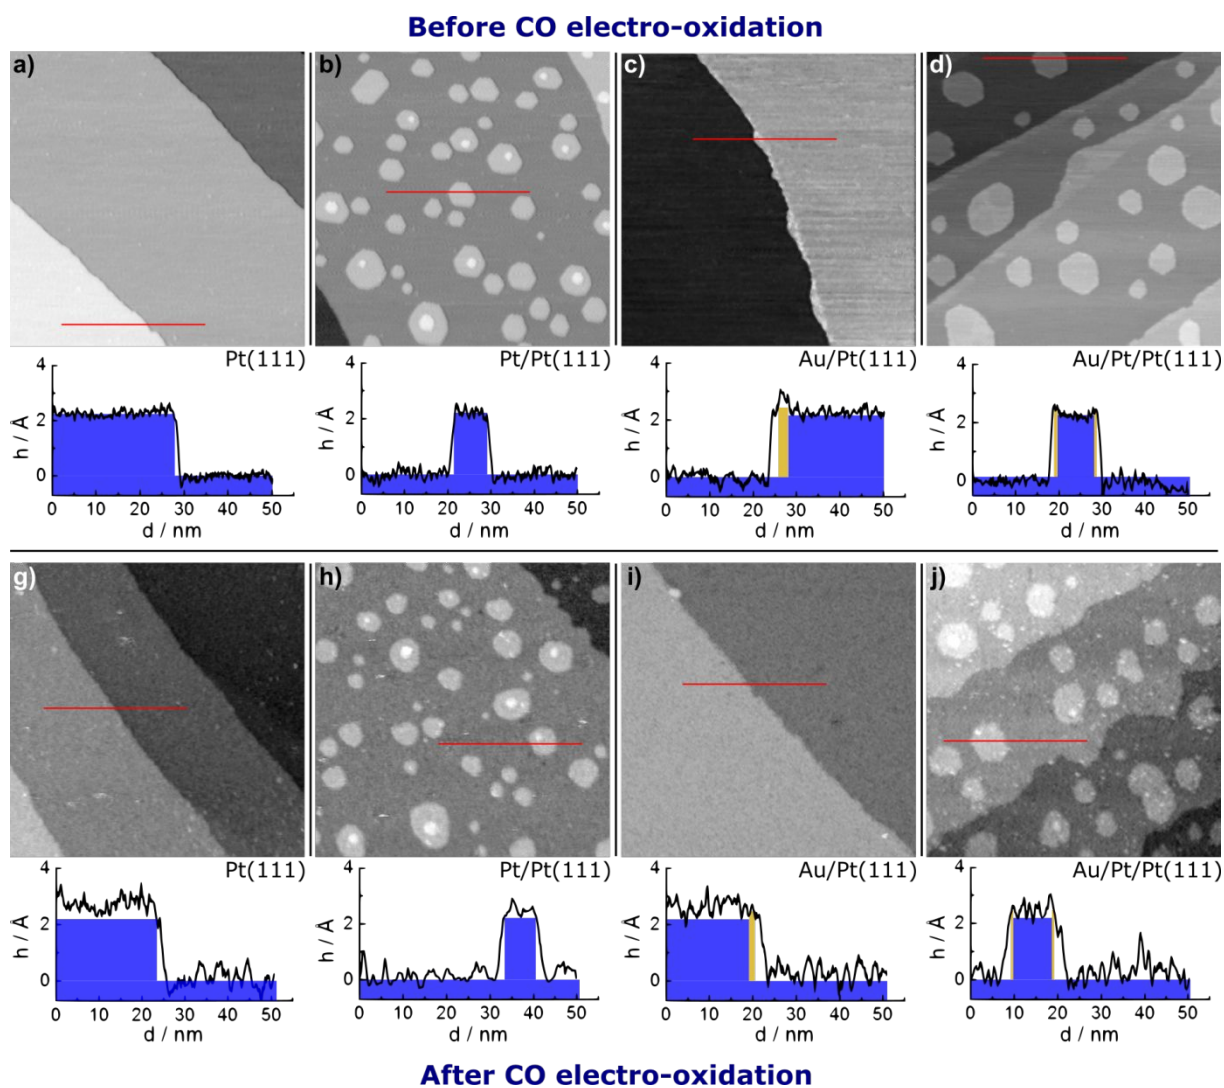 Before CO electro-oxidation
a)
b)
c)
d)
Pt(111)
Pt/Pt(111)
Au/Pt(111)
Au/Pt/Pt(111)
h / Å
4
2
0
0 10 20 30 40 50
d / nm
h / Å
4
2
0
0 10 20 30 40 50
d / nm
h / Å
4
2
0
0 10 20 30 40 50
d / nm
h / Å
4
2
0
0 10 20 30 40 50
d / nm
g)
h)
i)
j)
Pt(111)
Pt/Pt(111)
Au/Pt(111)
Au/Pt/Pt(111)
h / Å
4
2
0
0 10 20 30 40 50
d / nm
h / Å
4
2
0
0 10 20 30 40 50
d / nm
h / Å
4
2
0
0 10 20 30 40 50
d / nm
h / Å
4
2
0
0 10 20 30 40 50
d / nm
After CO electro-oxidation